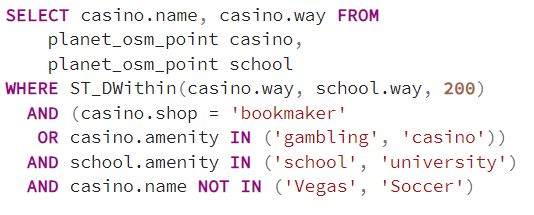 SELECT casino.name, casino.way FROM
    planet_osm_point casino,
    planet_osm_point school
WHERE ST_DWithin(casino.way, school.way, 200)
  AND (casino.shop = 'bookmaker'
   OR casino.amenity IN ('gambling', 'casino'))
  AND school.amenity IN ('school', 'university')
  AND casino.name NOT IN ('Vegas', 'Soccer')